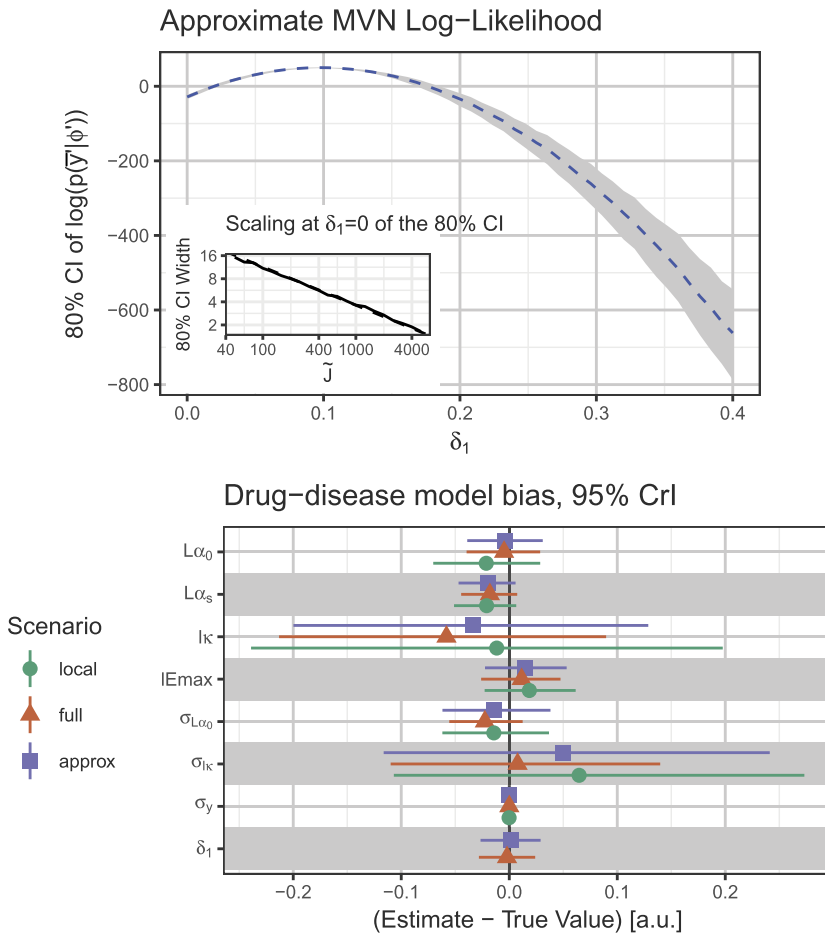 Approximate MVN Log−Likelihood
80% CI of log(p(y̅|ϕ'))
0
−200
−400
−600
−800
Scaling at δ₁=0 of the 80% CI
80% CI Width
16
8
4
2
40 100 400 1000 4000
J̃
0.0 0.1 0.2 0.3 0.4
δ₁
Drug−disease model bias, 95% CrI
Lα₀
Lαₛ
lκ
lEmax
σLα₀
σlκ
σy
δ₁
Scenario
local
full
approx
−0.2 −0.1 0.0 0.1 0.2
(Estimate − True Value) [a.u.]